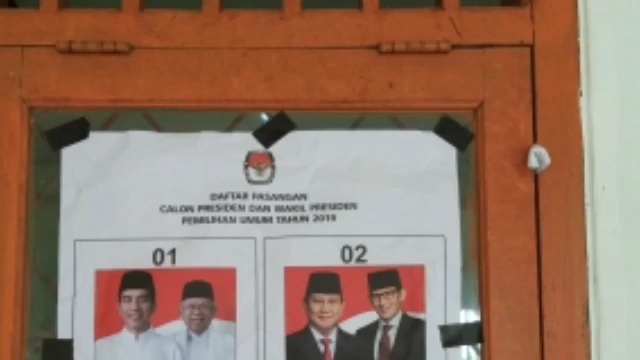 DAFTAR PASANGAN
CALON PRESIDEN DAN WAKIL PRESIDEN
PEMILIHAN UMUM TAHUN 2019
01
02